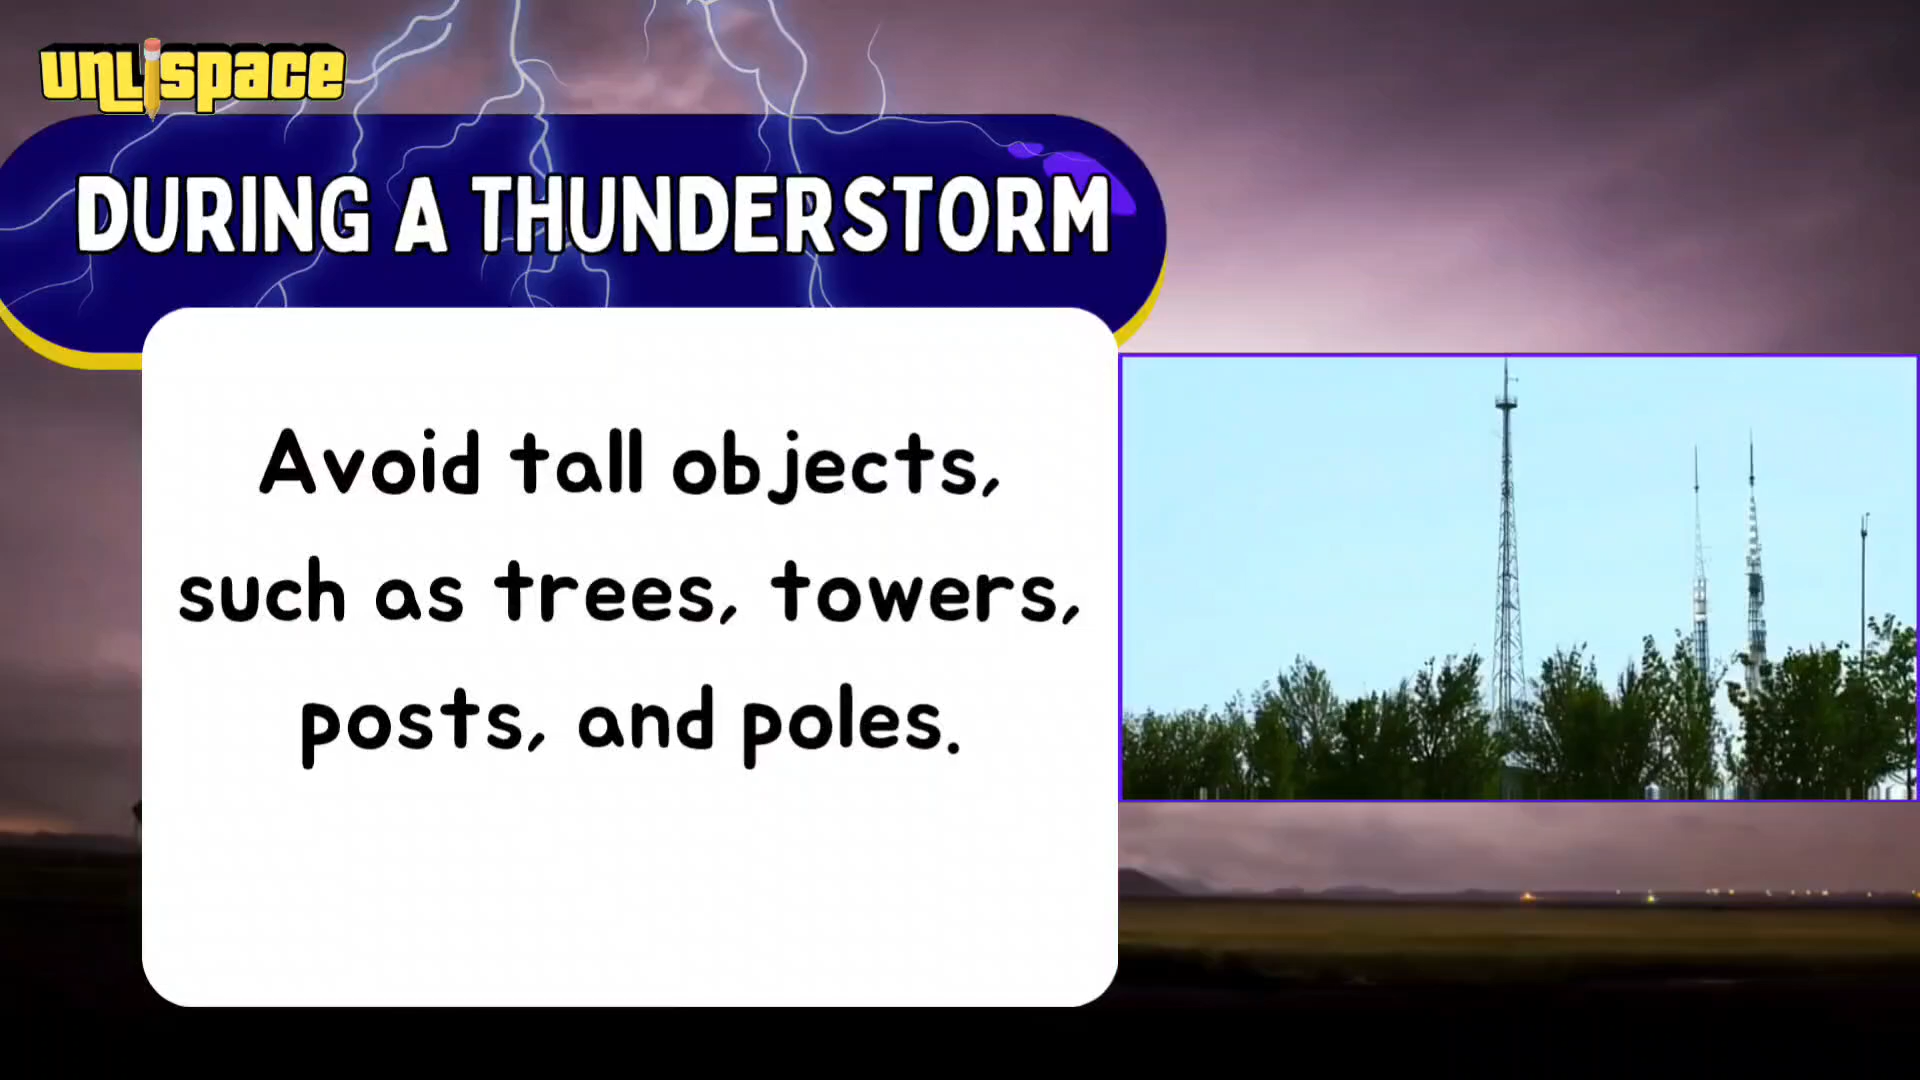 UNLISPACE
DURING A THUNDERSTORM
Avoid tall objects,
such as trees, towers,
posts, and poles.